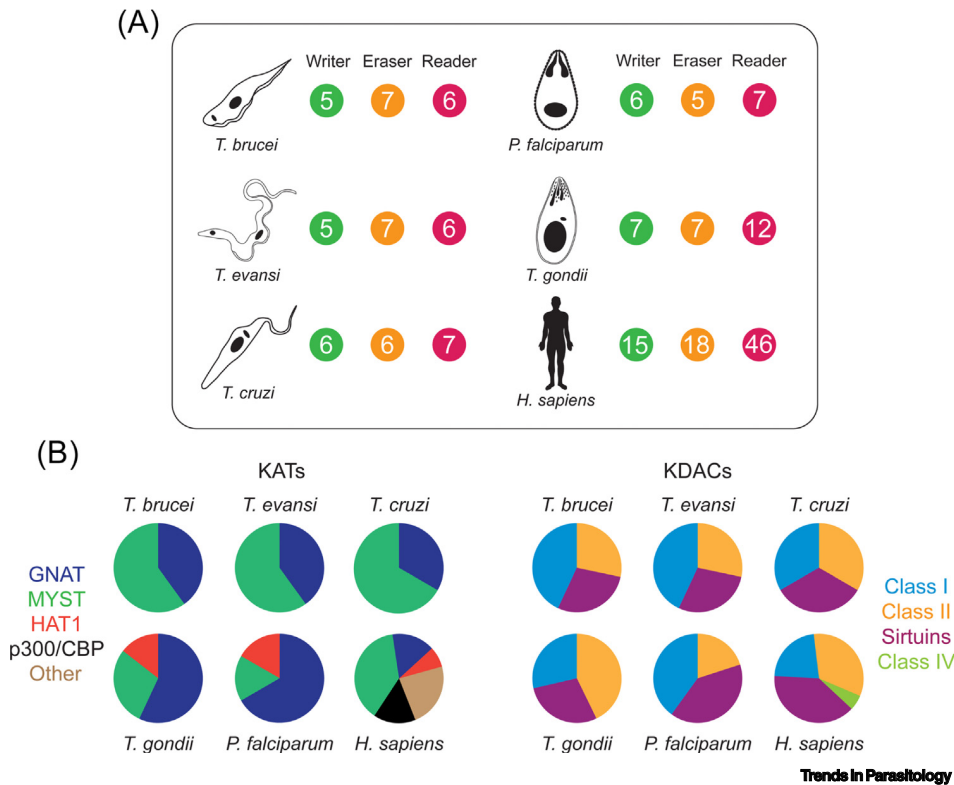 (A)
Writer Eraser Reader
5 7 6
T. brucei
Writer Eraser Reader
6 5 7
P. falciparum
5 7 6
T. evansi
7 7 12
T. gondii
6 6 7
T. cruzi
15 18 46
H. sapiens
(B)
KATs
T. brucei T. evansi T. cruzi
GNAT
MYST
HAT1
p300/CBP
Other
T. gondii P. falciparum H. sapiens
KDACs
T. brucei T. evansi T. cruzi
Class I
Class II
Sirtuins
Class IV
T. gondii P. falciparum H. sapiens
Trends in Parasitology